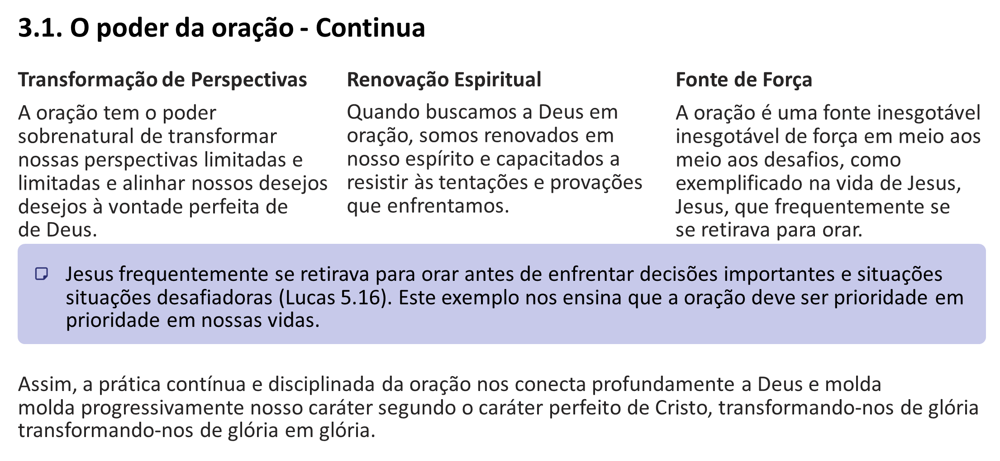 3.1. O poder da oração - Continua
Transformação de Perspectivas
A oração tem o poder
sobrenatural de transformar
nossas perspectivas limitadas e
limitadas e alinhar nossos desejos
desejos à vontade perfeita de
de Deus.
Renovação Espiritual
Quando buscamos a Deus em
oração, somos renovados em
nosso espírito e capacitados a
resistir às tentações e provações
que enfrentamos.
Fonte de Força
A oração é uma fonte inesgotável
inesgotável de força em meio aos
meio aos desafios, como
exemplificado na vida de Jesus,
Jesus, que frequentemente se
se retirava para orar.
Jesus frequentemente se retirava para orar antes de enfrentar decisões importantes e situações
situações desafiadoras (Lucas 5.16). Este exemplo nos ensina que a oração deve ser prioridade em
prioridade em nossas vidas.
Assim, a prática contínua e disciplinada da oração nos conecta profundamente a Deus e molda
molda progressivamente nosso caráter segundo o caráter perfeito de Cristo, transformando-nos de glória
transformando-nos de glória em glória.